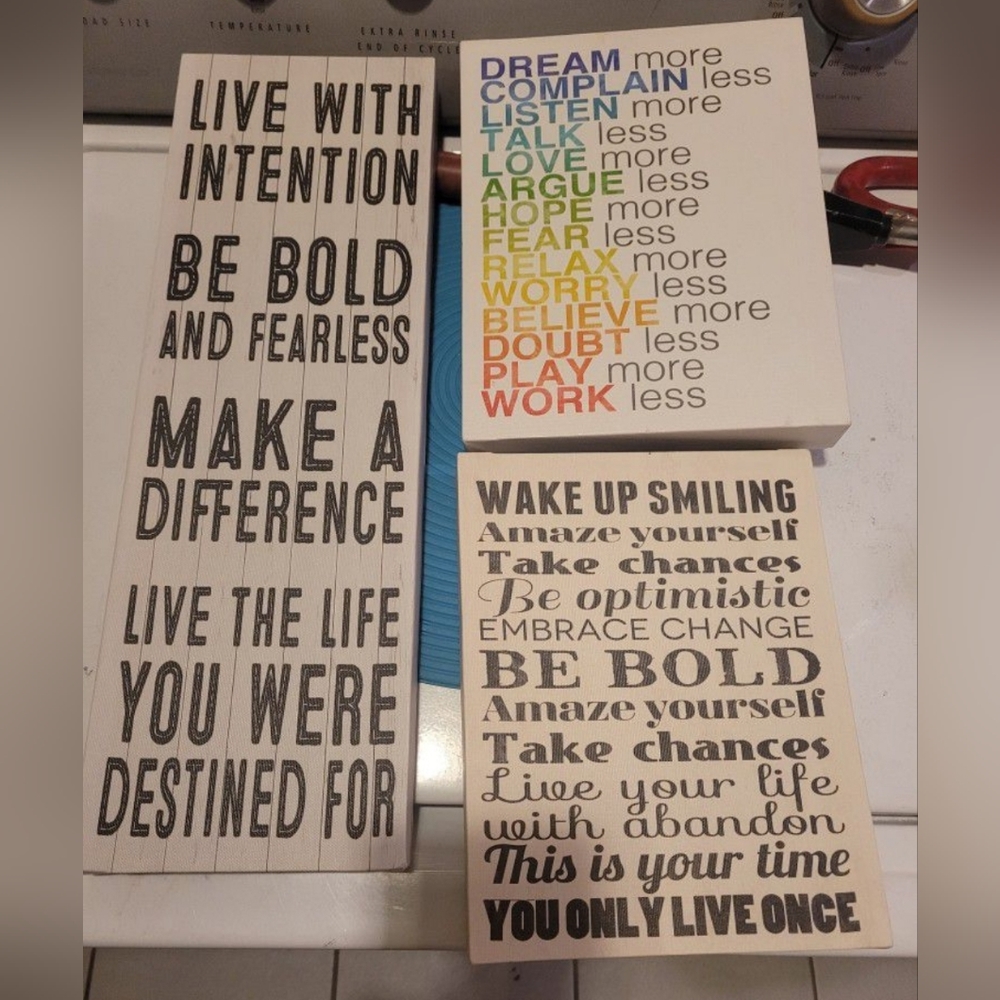 OAD SIZE
TEMPERATURE
EXTRA RINSE
END OF CYCLE
LIVE WITH
INTENTION
BE BOLD
AND FEARLESS
MAKE A
DIFFERENCE
LIVE THE LIFE
YOU WERE
DESTINED FOR
DREAM more
COMPLAIN less
LISTEN more
TALK less
LOVE more
ARGUE less
HOPE more
FEAR less
RELAX more
WORRY less
BELIEVE more
DOUBT less
PLAY more
WORK less
WAKE UP SMILING
Amaze yourself
Take chances
Be optimistic
EMBRACE CHANGE
BE BOLD
Amaze yourself
Take chances
Live your life
with abandon
This is your time
YOU ONLY LIVE ONCE